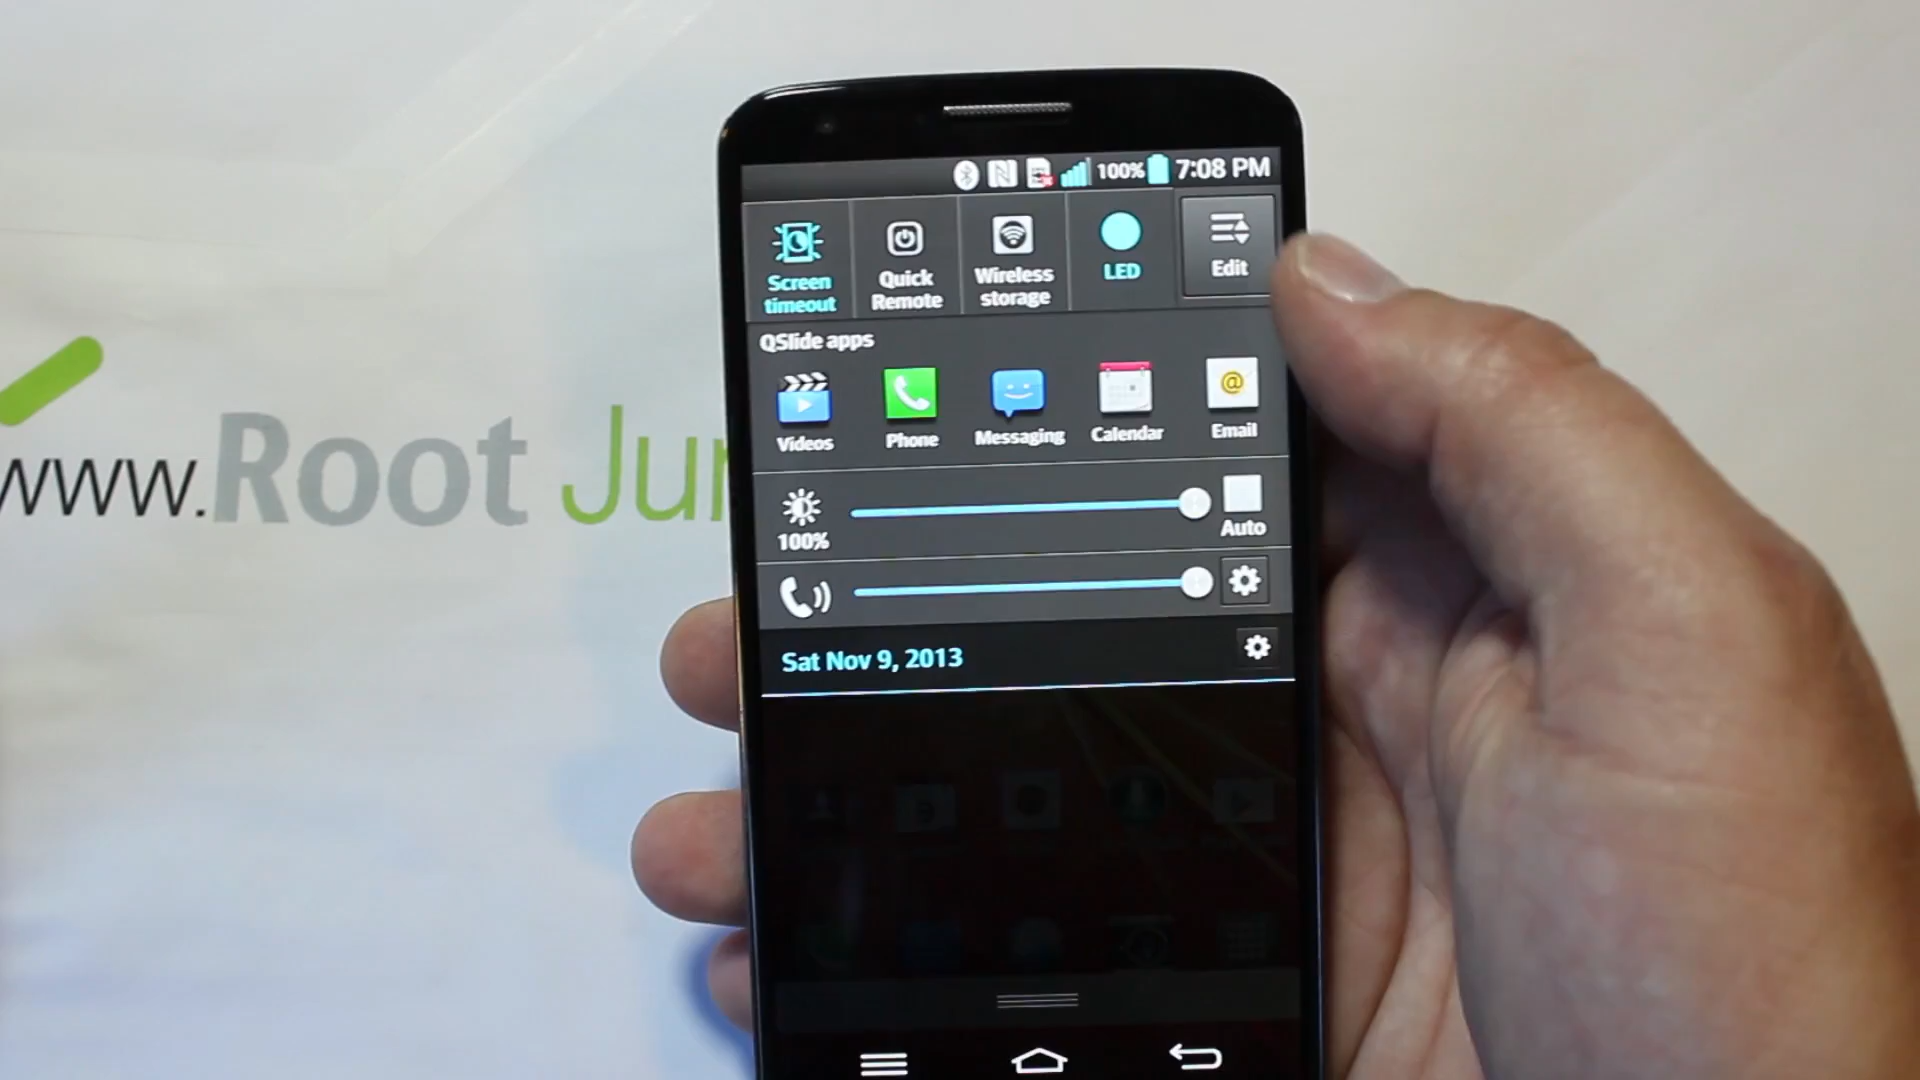 100% 7:08 PM
Screen timeout
Quick Remote
Wireless storage
LED
Edit
QSlide apps
Videos
Phone
Messaging
Calendar
Email
100%
Auto
Sat Nov 9, 2013
www.Root Jun